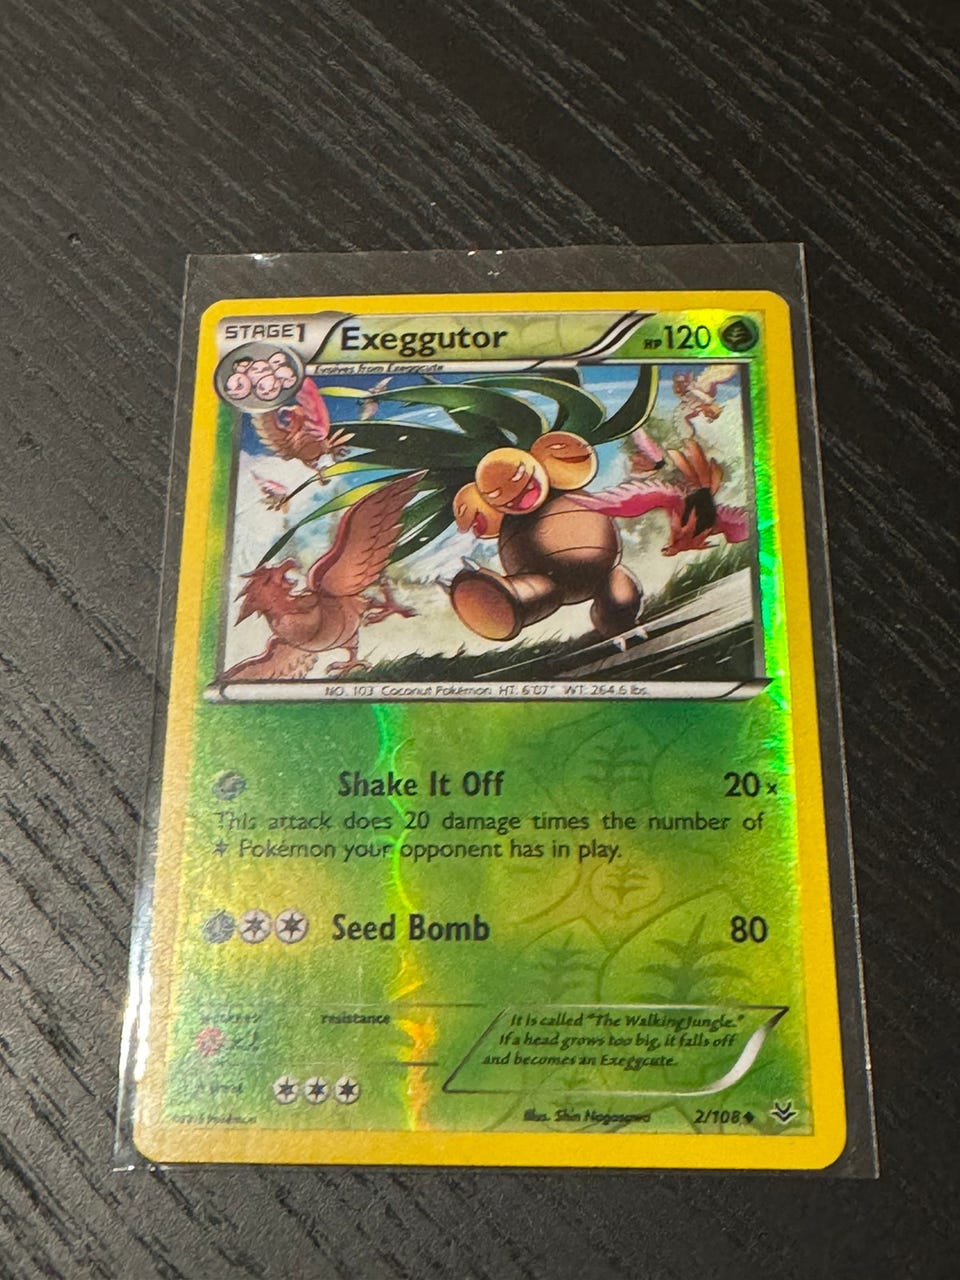 STAGE1
Exeggutor
HP120
Evolves from Exeggcute
NO. 103 Coconut Pokémon HT: 6'07" WT: 264.6 lbs.
Shake It Off 20×
This attack does 20 damage times the number of
Pokémon your opponent has in play.
Seed Bomb 80
weakness
×2
resistance
It is called "The Walking Jungle."
If a head grows too big, it falls off
and becomes an Exeggcute.
Illus. Shin Nagasawa
2/108